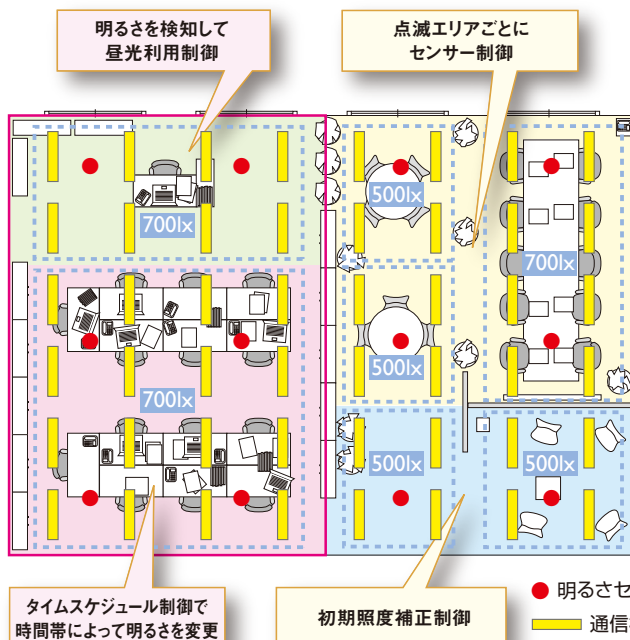 明るさを検知して
昼光利用制御
点滅エリアごとに
センサー制御
500lx
700lx
700lx
500lx
700lx
500lx
500lx
タイムスケジュール制御で
時間帯によって明るさを変更
初期照度補正制御
明るさセ
通信